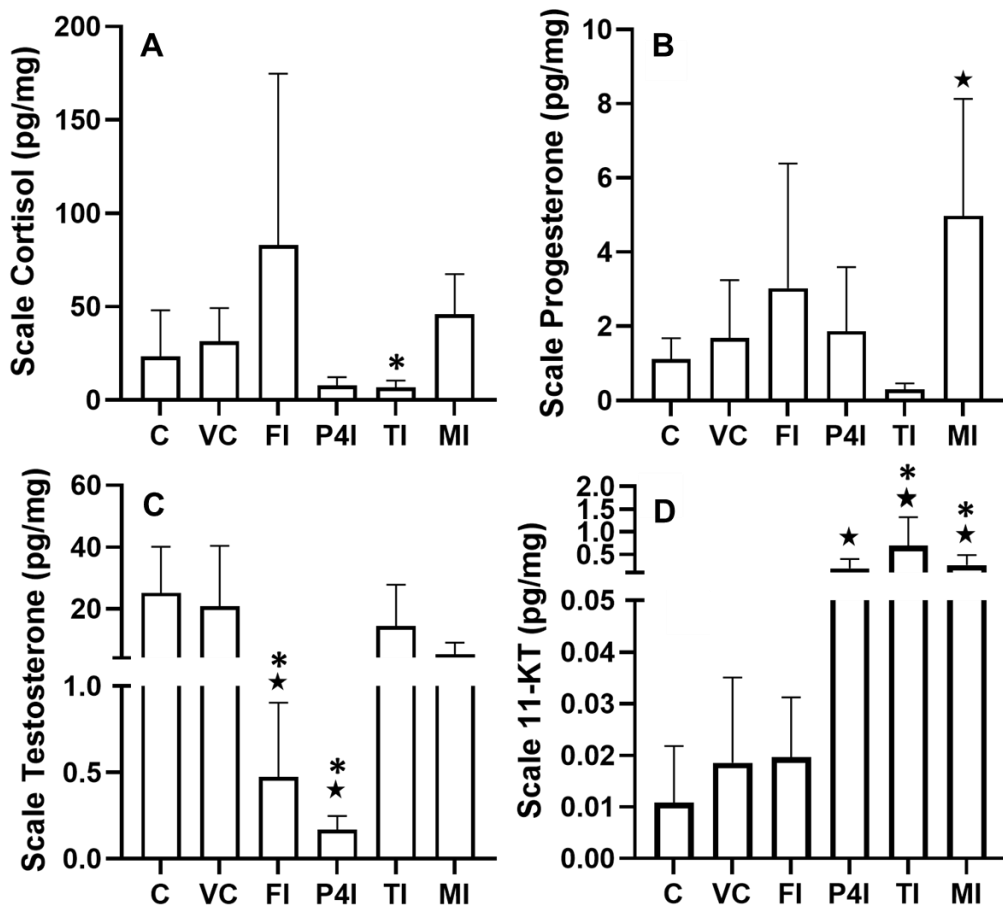 A
Scale Cortisol (pg/mg)
200
150
100
50
0
*
C VC FI P4I TI MI
B
Scale Progesterone (pg/mg)
10
8
6
4
2
0
★
C VC FI P4I TI MI
C
Scale Testosterone (pg/mg)
60
40
20
1.0
0.5
0.0
* *
★ ★
C VC FI P4I TI MI
D
Scale 11-KT (pg/mg)
2.0
1.5
1.0
0.5
0.05
0.04
0.03
0.02
0.01
0.00
* *
★ ★ ★
C VC FI P4I TI MI